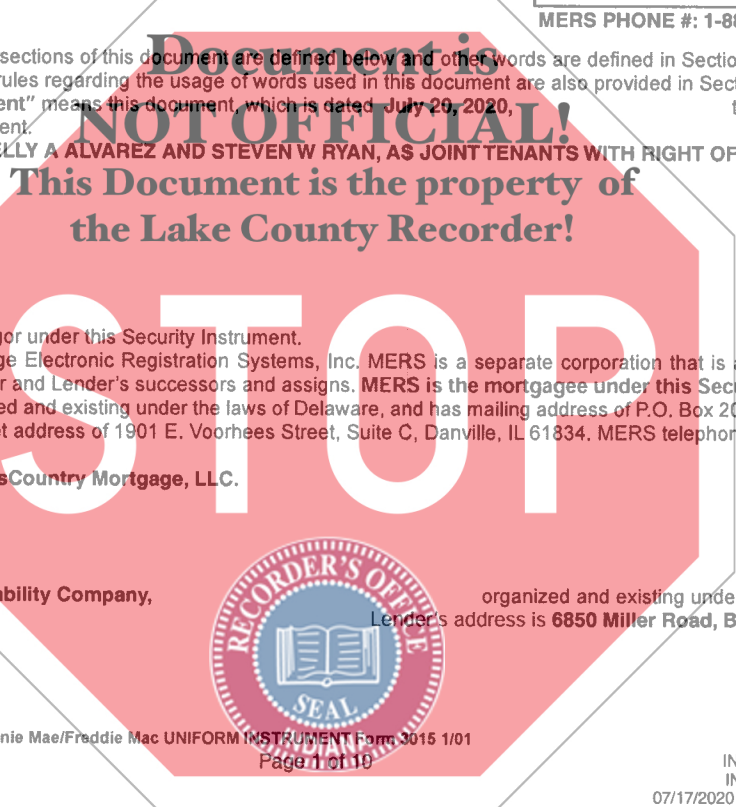 MERS PHONE #: 1-88
sections of this document are defined below and other words are defined in Sectio
rules regarding the usage of words used in this document are also provided in Sect
ent" means this document, which is dated July 20, 2020, t
ent.
ELLY A ALVAREZ AND STEVEN W RYAN, AS JOINT TENANTS WITH RIGHT OF
Document is
NOT OFFICIAL!
This Document is the property of
the Lake County Recorder!
STOP
gor under this Security Instrument.
ge Electronic Registration Systems, Inc. MERS is a separate corporation that is a
r and Lender's successors and assigns. MERS is the mortgagee under this Secu
ed and existing under the laws of Delaware, and has mailing address of P.O. Box 20
et address of 1901 E. Voorhees Street, Suite C, Danville, IL 61834. MERS telephon
sCountry Mortgage, LLC.
ability Company, organized and existing unde
Lender's address is 6850 Miller Road, B
RECORDER'S OFFICE
SEAL
INDIANA
nie Mae/Freddie Mac UNIFORM INSTRUMENT Form 3015 1/01
Page 1 of 10
IN
IN
07/17/2020